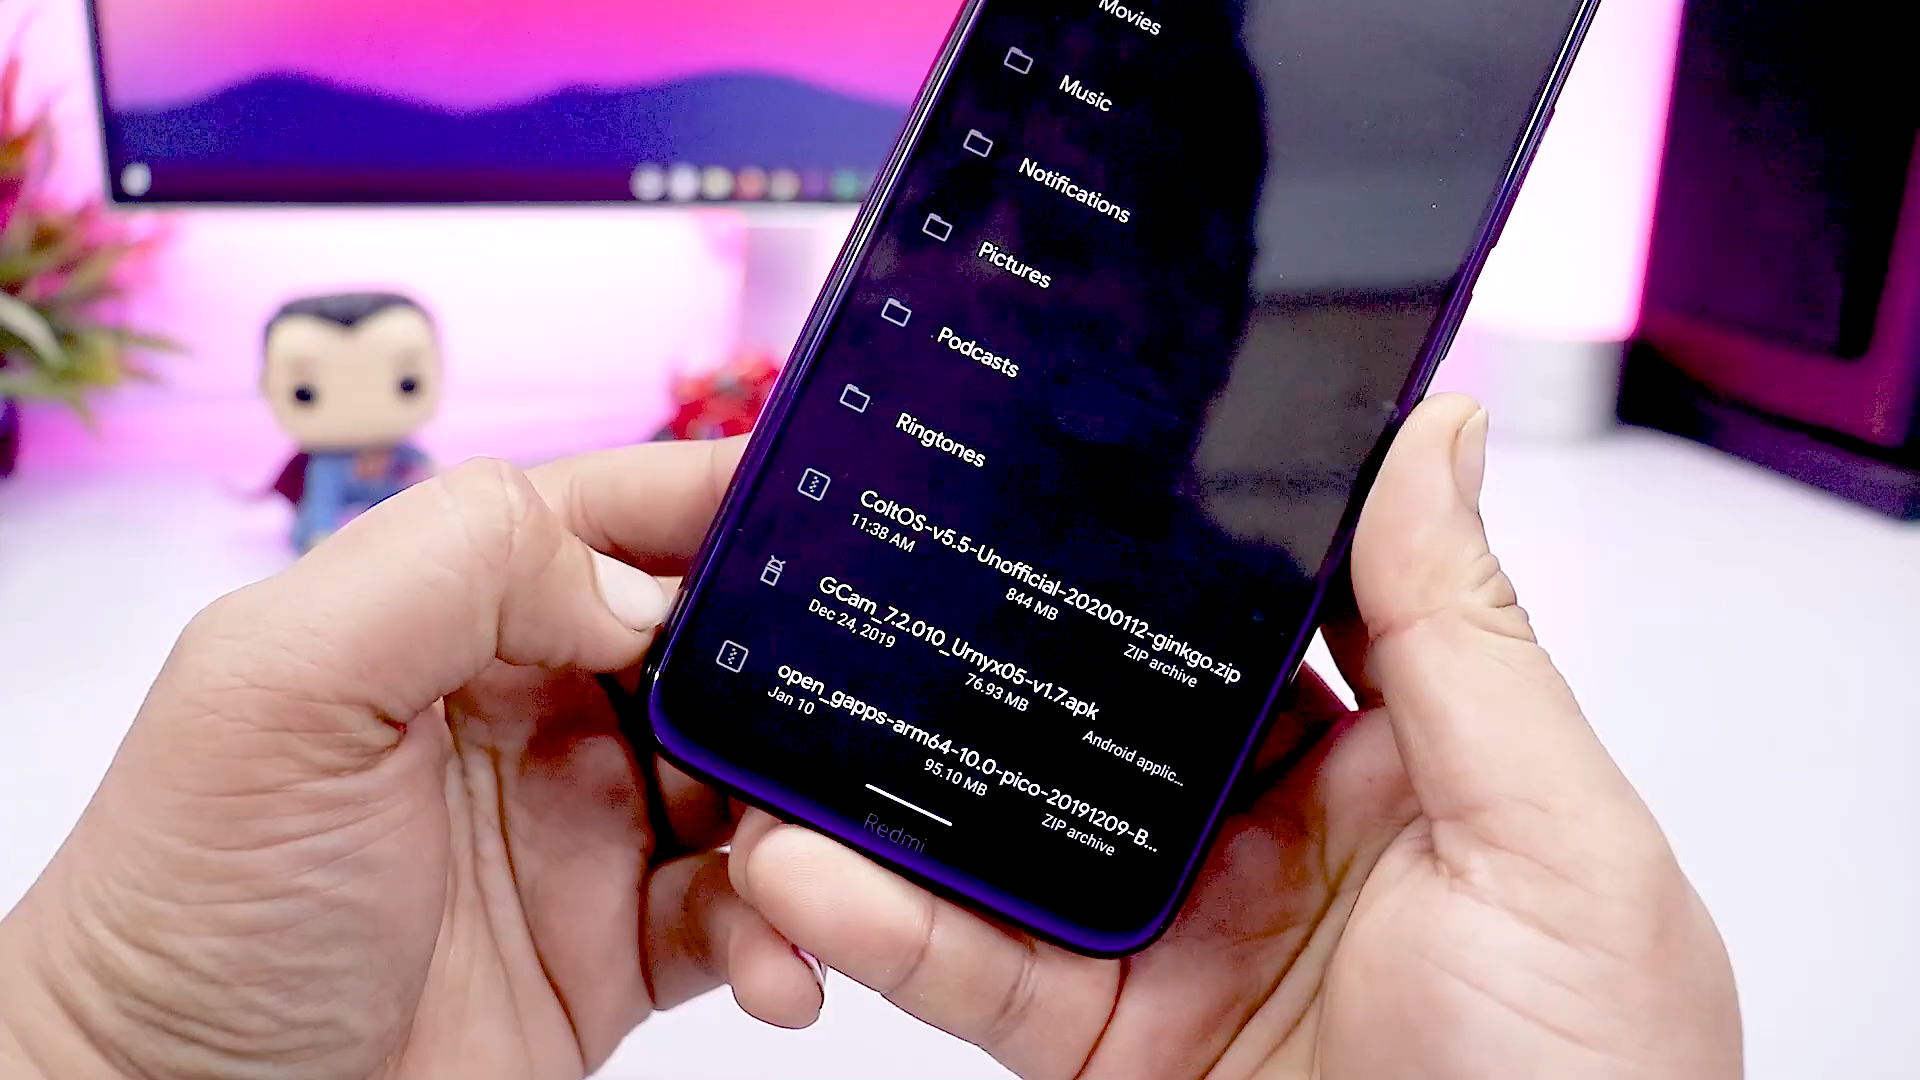 Movies
Music
Notifications
Pictures
Podcasts
Ringtones
ColtOS-v5.5-Unofficial-20200112-ginkgo.zip
11:38 AM 844 MB ZIP archive
GCam_7.2.010_Urnyx05-v1.7.apk
Dec 24, 2019 76.93 MB Android applic...
open_gapps-arm64-10.0-pico-20191209-B...
Jan 10 95.10 MB ZIP archive
Redmi